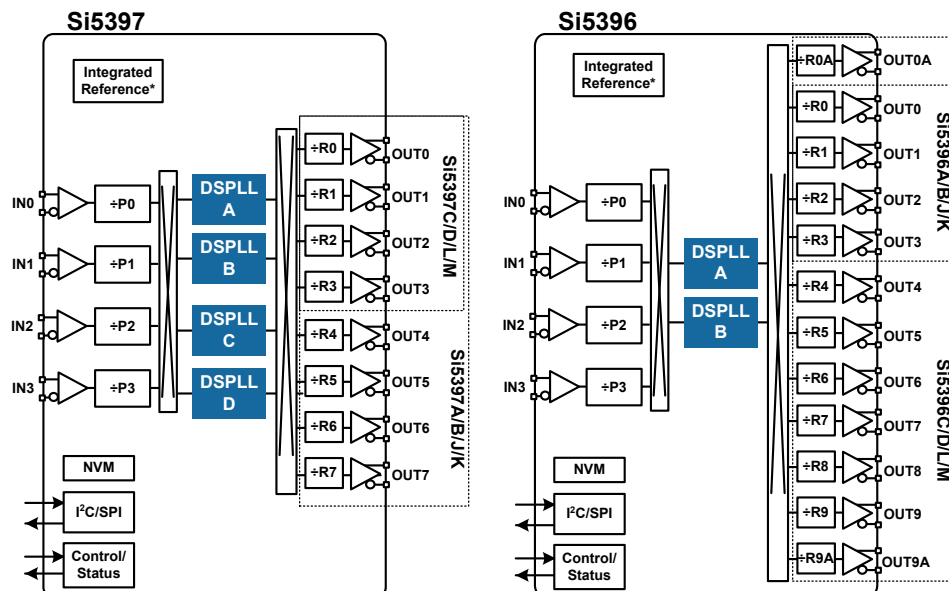 Si5397
Integrated
Reference*
IN0
÷P0
IN1
÷P1
IN2
÷P2
IN3
÷P3
DSPLL
A
DSPLL
B
DSPLL
C
DSPLL
D
÷R0
OUT0
÷R1
OUT1
÷R2
OUT2
÷R3
OUT3
÷R4
OUT4
÷R5
OUT5
÷R6
OUT6
÷R7
OUT7
Si5397C/D/L/M
Si5397A/B/J/K
NVM
I²C/SPI
Control/
Status
Si5396
Integrated
Reference*
IN0
÷P0
IN1
÷P1
IN2
÷P2
IN3
÷P3
DSPLL
A
DSPLL
B
÷R0A
OUT0A
÷R0
OUT0
÷R1
OUT1
÷R2
OUT2
÷R3
OUT3
÷R4
OUT4
÷R5
OUT5
÷R6
OUT6
÷R7
OUT7
÷R8
OUT8
÷R9
OUT9
÷R9A
OUT9A
Si5396A/B/J/K
Si5396C/D/L/M
NVM
I²C/SPI
Control/
Status